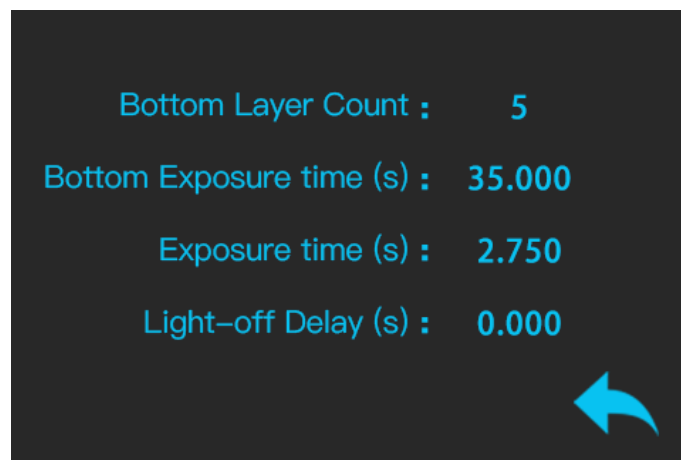 Bottom Layer Count : 5
Bottom Exposure time (s) : 35.000
Exposure time (s) : 2.750
Light-off Delay (s) : 0.000